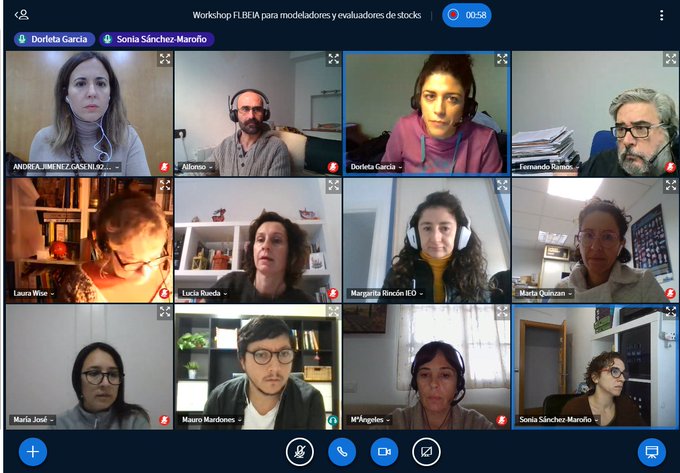 Workshop FLBEIA para modeladores y evaluadores de stocks
00:58
Dorleta Garcia
Sonia Sánchez-Maroño
ANDREA.JIMENEZ.GASENI.92...
Alfonso
Dorleta Garcia
Fernando Ramos
Laura Wise
Lucía Rueda
Margarita Rincón IEO
Marta Quinzan
María José
Mauro Mardones
MªÁngeles
Sonia Sánchez-Maroño